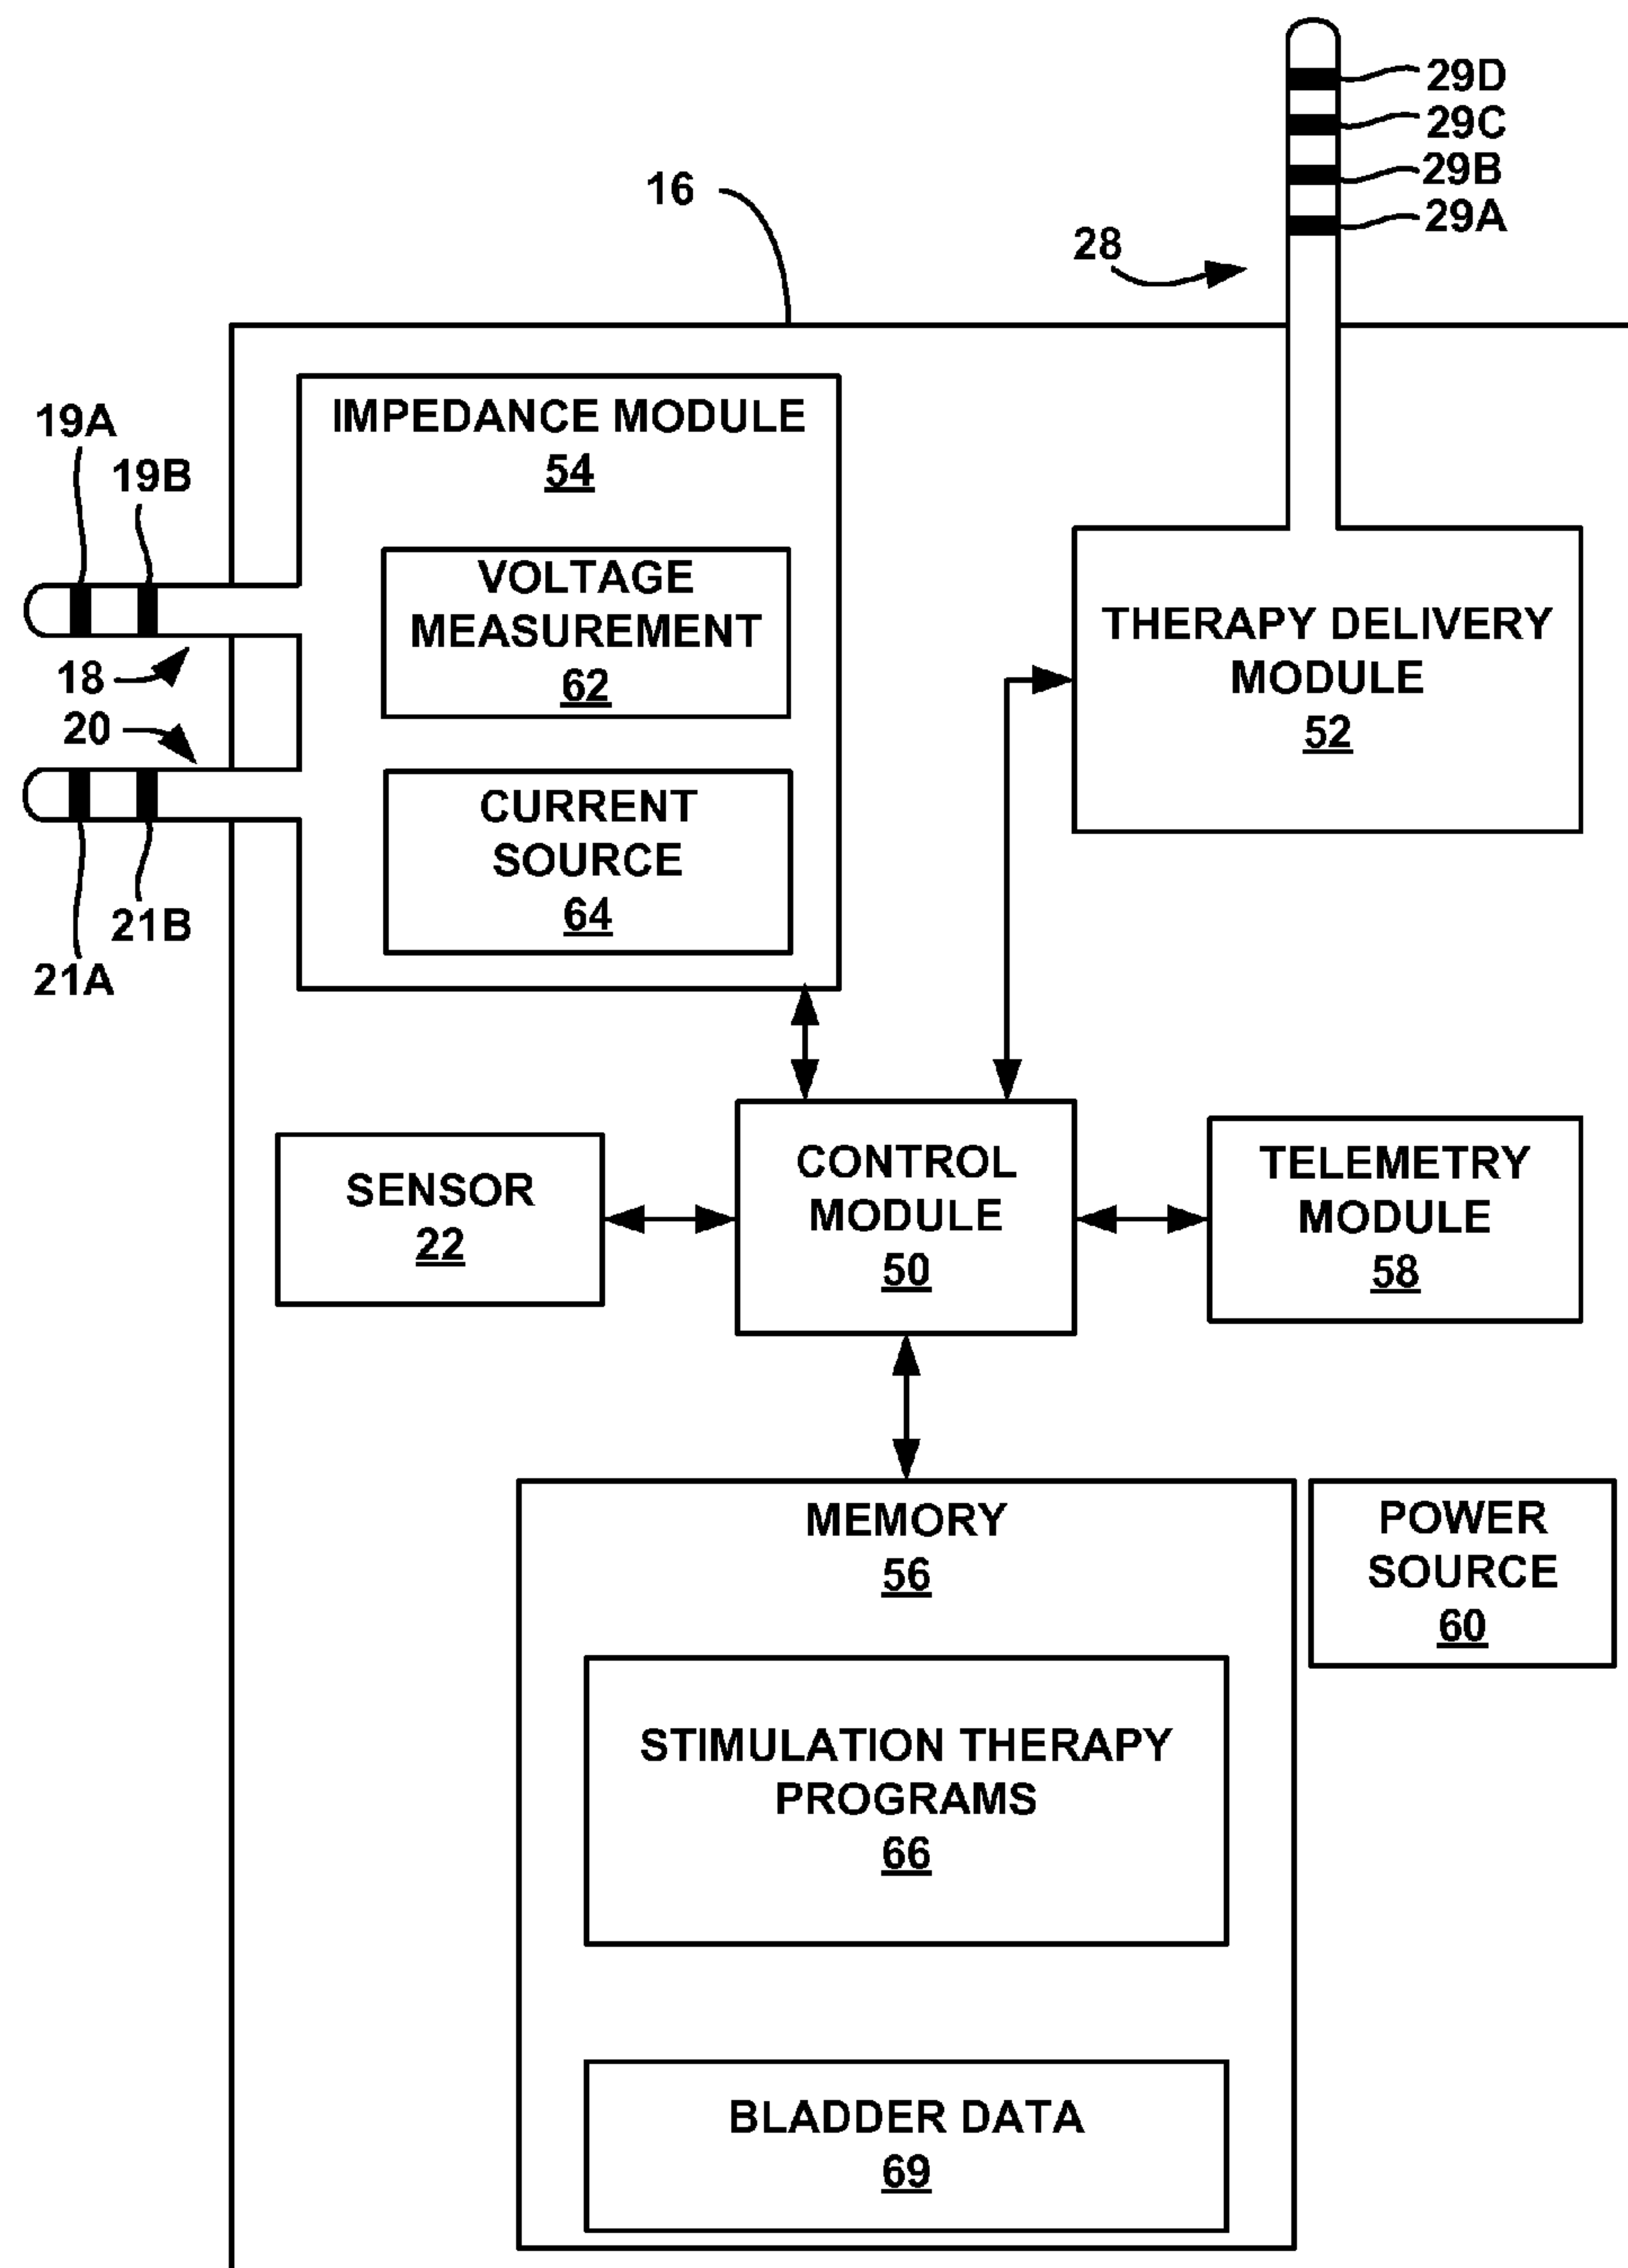 29D
29C
29B
29A
16
28
19A
19B
IMPEDANCE MODULE
54
VOLTAGE
MEASUREMENT
62
18
20
CURRENT
SOURCE
64
21B
21A
THERAPY DELIVERY
MODULE
52
SENSOR
22
CONTROL
MODULE
50
TELEMETRY
MODULE
58
MEMORY
56
POWER
SOURCE
60
STIMULATION THERAPY
PROGRAMS
66
BLADDER DATA
69